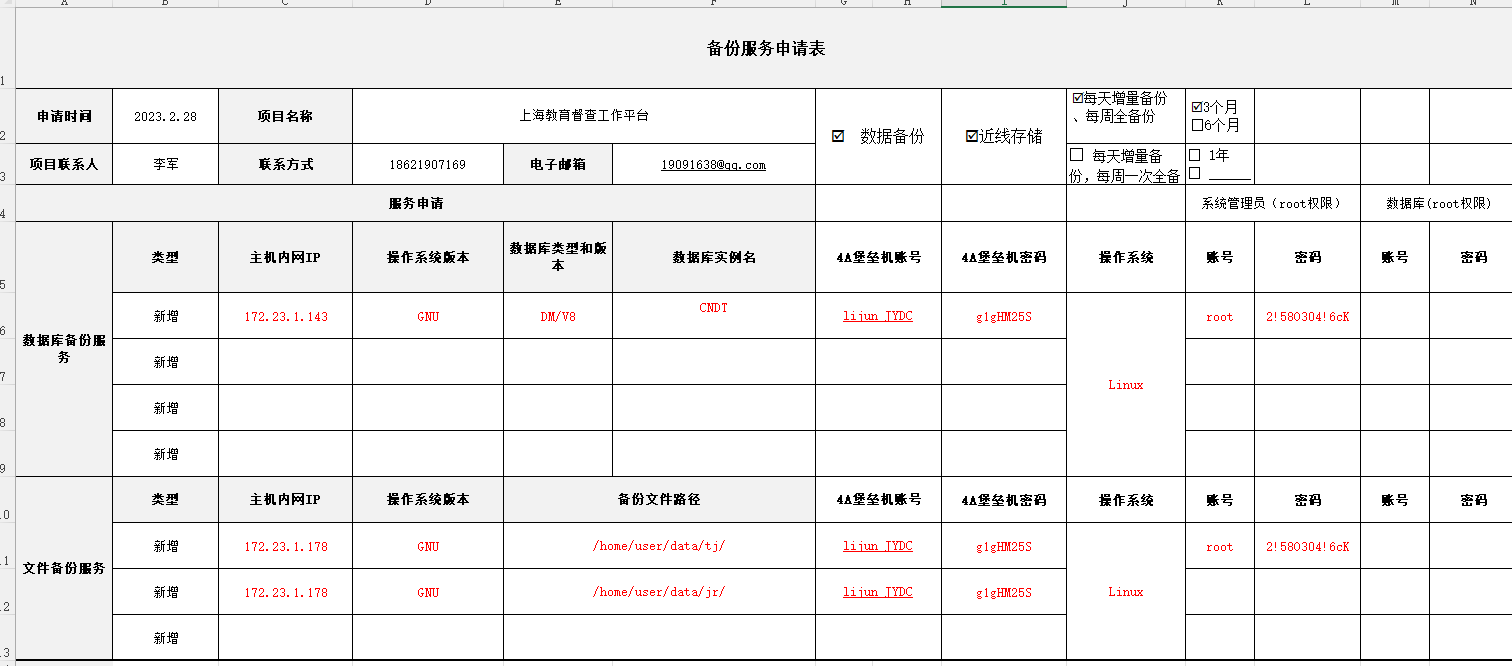 A B C D E F G H I J K L M N
备份服务申请表
1
申请时间 2023.2.28 项目名称 上海教育督查工作平台
☑ 数据备份 ☑近线存储
☑每天增量备份
、每周全备份
☑3个月
☐6个月
2
项目联系人 李军 联系方式 18621907169 电子邮箱 19091638@qq.com
☐ 每天增量备
份，每周一次全备
☐ 1年
☐ ______
3
服务申请 系统管理员（root权限） 数据库(root权限)
4
数据库备份服
务
类型 主机内网IP 操作系统版本 数据库类型和版
本
数据库实例名 4A堡垒机账号 4A堡垒机密码 操作系统 账号 密码 账号 密码
5
新增 172.23.1.143 GNU DM/V8 CNDT lijun_JYDC g1gHM25S Linux root 2!580304!6cK
6
新增
7
新增
8
新增
9
文件备份服务
类型 主机内网IP 操作系统版本 备份文件路径 4A堡垒机账号 4A堡垒机密码 操作系统 账号 密码 账号 密码
0
新增 172.23.1.178 GNU /home/user/data/tj/ lijun_JYDC g1gHM25S Linux root 2!580304!6cK
1
新增 172.23.1.178 GNU /home/user/data/jr/ lijun_JYDC g1gHM25S
2
新增
3